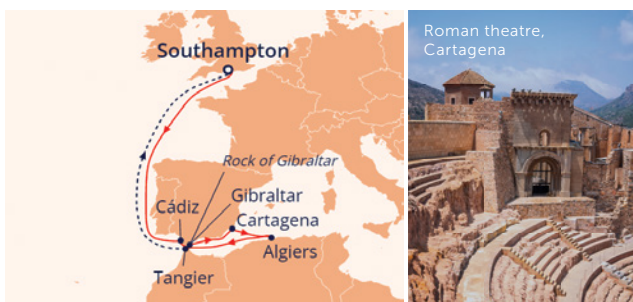 Southampton
Rock of Gibraltar
Gibraltar
Cádiz
Cartagena
Algiers
Tangier
Roman theatre,
Cartagena